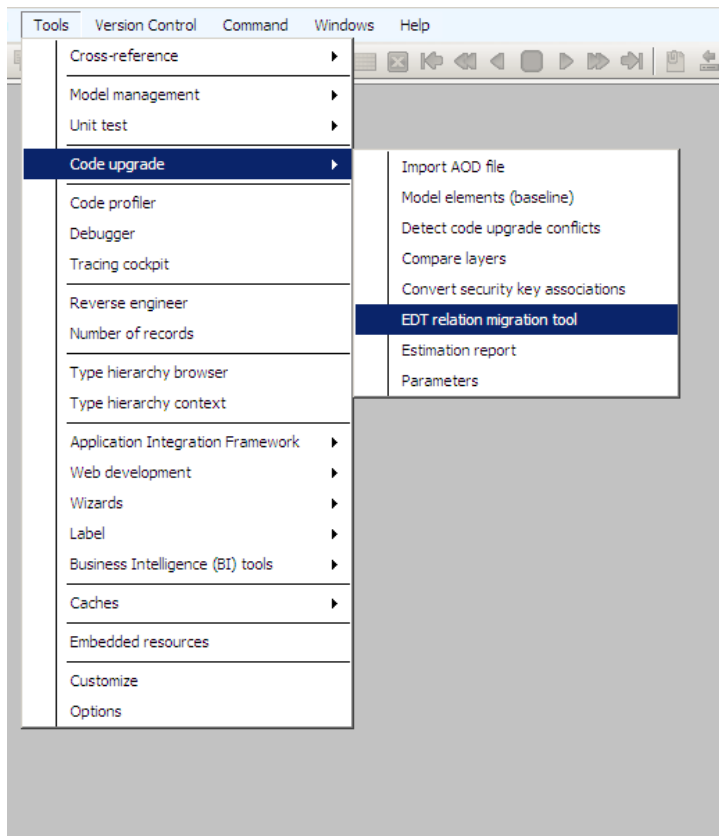 Tools Version Control Command Windows Help
Cross-reference
Model management
Unit test
Code upgrade
Code profiler
Debugger
Tracing cockpit
Reverse engineer
Number of records
Type hierarchy browser
Type hierarchy context
Application Integration Framework
Web development
Wizards
Label
Business Intelligence (BI) tools
Caches
Embedded resources
Customize
Options
Import AOD file
Model elements (baseline)
Detect code upgrade conflicts
Compare layers
Convert security key associations
EDT relation migration tool
Estimation report
Parameters